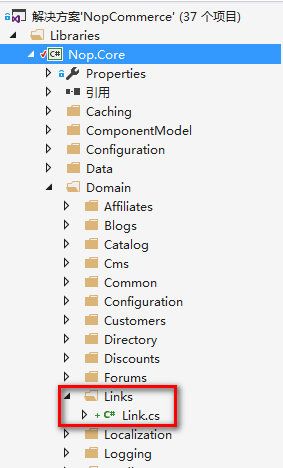 解决方案'NopCommerce' (37 个项目)
Libraries
C# Nop.Core
Properties
引用
Caching
ComponentModel
Configuration
Data
Domain
Affiliates
Blogs
Catalog
Cms
Common
Configuration
Customers
Directory
Discounts
Forums
Links
+ C# Link.cs
Localization
Logging